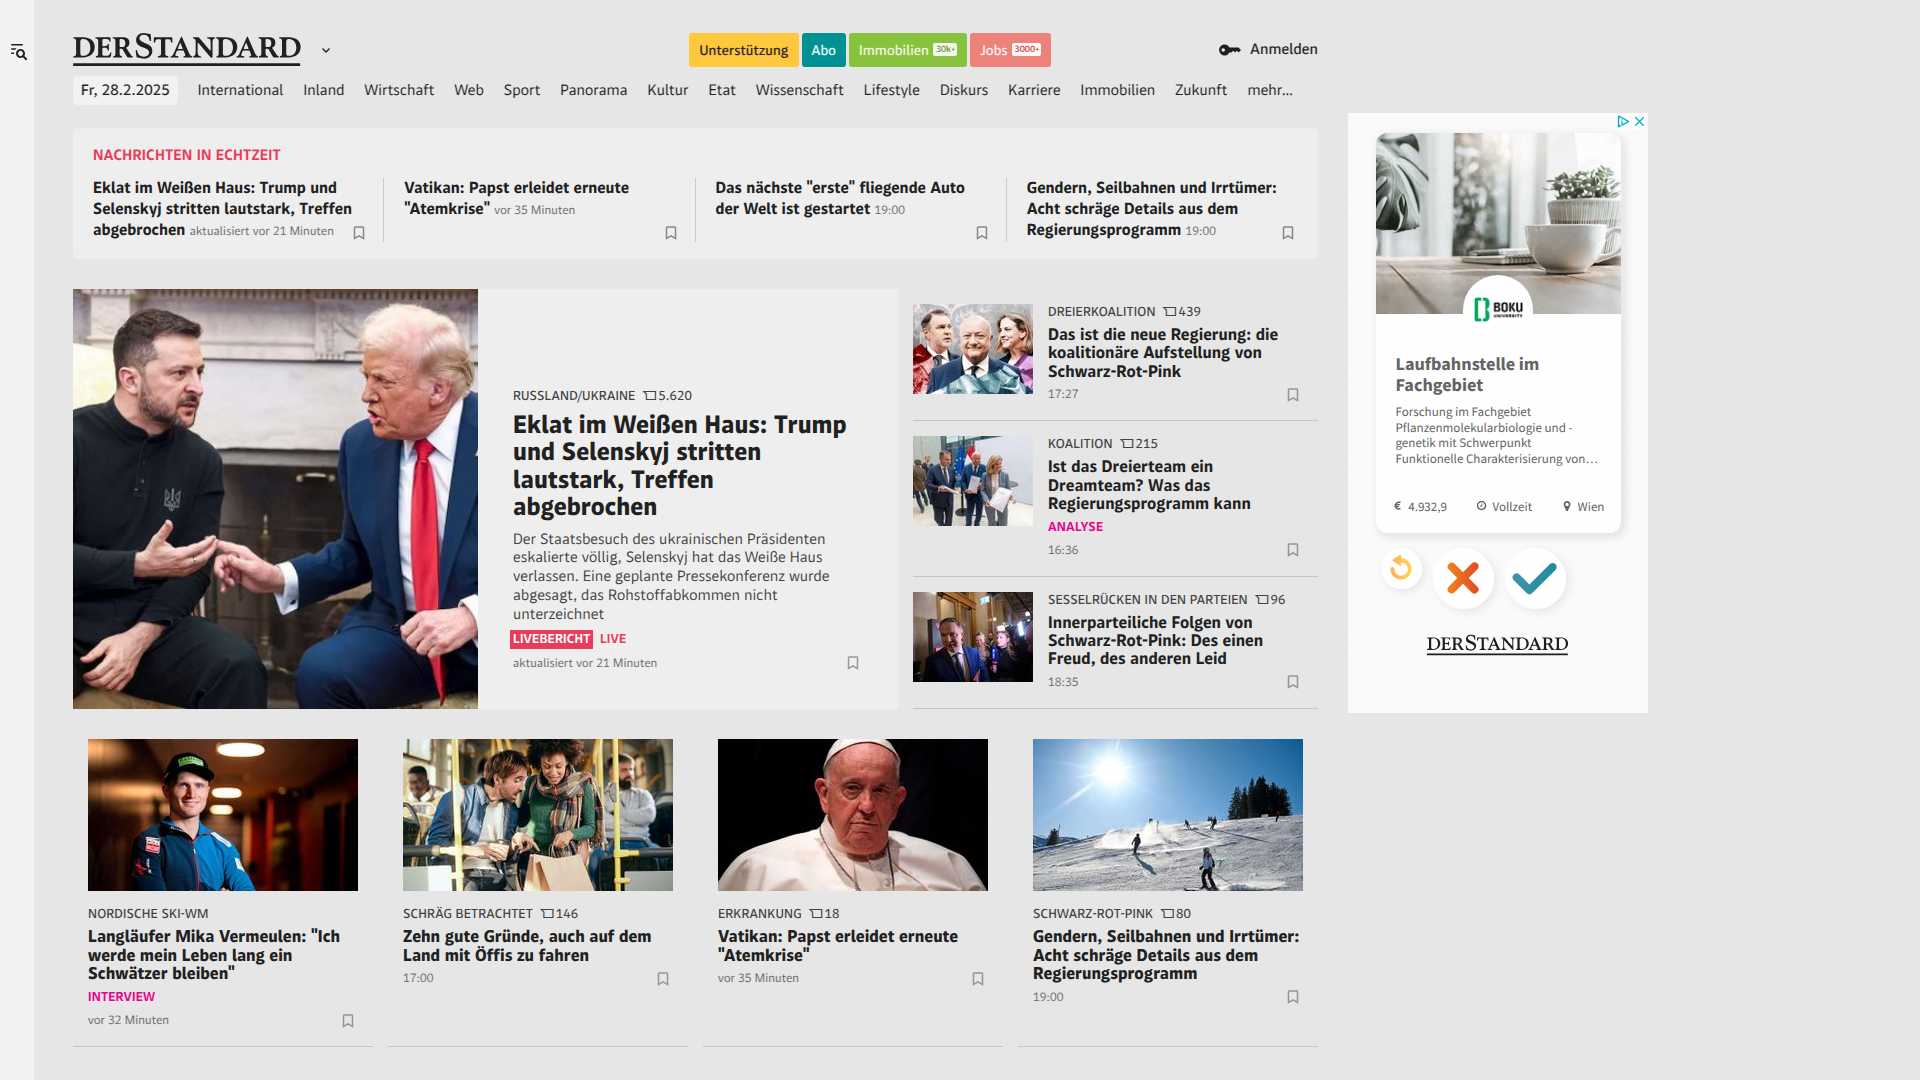 DERSTANDARD
Unterstützung
Abo
Immobilien 30k+
Jobs 3000+
Anmelden
Fr, 28.2.2025
International
Inland
Wirtschaft
Web
Sport
Panorama
Kultur
Etat
Wissenschaft
Lifestyle
Diskurs
Karriere
Immobilien
Zukunft
mehr...
NACHRICHTEN IN ECHTZEIT
Eklat im Weißen Haus: Trump und
Selenskyj stritten lautstark, Treffen
abgebrochen aktualisiert vor 21 Minuten
Vatikan: Papst erleidet erneute
"Atemkrise" vor 35 Minuten
Das nächste "erste" fliegende Auto
der Welt ist gestartet 19:00
Gendern, Seilbahnen und Irrtümer:
Acht schräge Details aus dem
Regierungsprogramm 19:00
RUSSLAND/UKRAINE 5.620
Eklat im Weißen Haus: Trump
und Selenskyj stritten
lautstark, Treffen
abgebrochen
Der Staatsbesuch des ukrainischen Präsidenten
eskalierte völlig, Selenskyj hat das Weiße Haus
verlassen. Eine geplante Pressekonferenz wurde
abgesagt, das Rohstoffabkommen nicht
unterzeichnet
LIVEBERICHT LIVE
aktualisiert vor 21 Minuten
DREIERKOALITION 439
Das ist die neue Regierung: die
koalitionäre Aufstellung von
Schwarz-Rot-Pink
17:27
KOALITION 215
Ist das Dreierteam ein
Dreamteam? Was das
Regierungsprogramm kann
ANALYSE
16:36
SESSELRÜCKEN IN DEN PARTEIEN 96
Innerparteiliche Folgen von
Schwarz-Rot-Pink: Des einen
Freud, des anderen Leid
18:35
BOKU
UNIVERSITY
Laufbahnstelle im
Fachgebiet
Forschung im Fachgebiet
Pflanzenmolekularbiologie und -
genetik mit Schwerpunkt
Funktionelle Charakterisierung von…
€ 4.932,9
Vollzeit
Wien
DERSTANDARD
NORDISCHE SKI-WM
Langläufer Mika Vermeulen: "Ich
werde mein Leben lang ein
Schwätzer bleiben"
INTERVIEW
vor 32 Minuten
SCHRÄG BETRACHTET 146
Zehn gute Gründe, auch auf dem
Land mit Öffis zu fahren
17:00
ERKRANKUNG 18
Vatikan: Papst erleidet erneute
"Atemkrise"
vor 35 Minuten
SCHWARZ-ROT-PINK 80
Gendern, Seilbahnen und Irrtümer:
Acht schräge Details aus dem
Regierungsprogramm
19:00